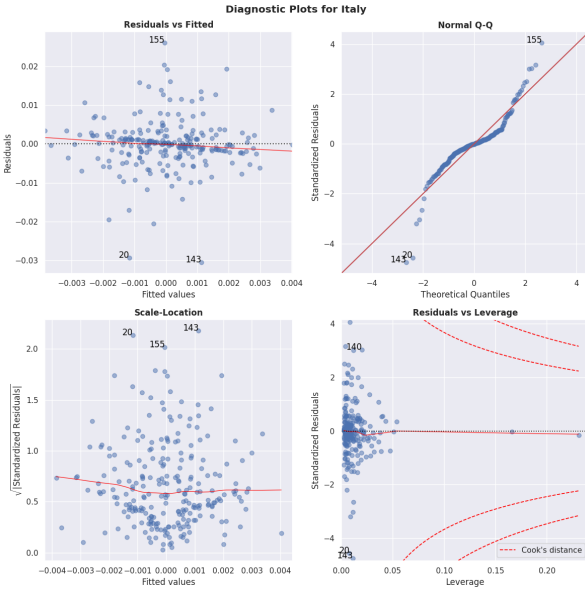 Diagnostic Plots for Italy
Residuals vs Fitted
155
0.02
0.01
0.00
−0.01
−0.02
−0.03
20
143
−0.003 −0.002 −0.001 0.000 0.001 0.002 0.003 0.004
Residuals
Fitted values
Normal Q-Q
155
4
2
0
−2
−4
20
143
−4 −2 0 2 4
Standardized Residuals
Theoretical Quantiles
Scale-Location
143
20
155
2.0
1.5
1.0
0.5
0.0
−0.004 −0.003 −0.002 −0.001 0.000 0.001 0.002 0.003 0.004
√|Standardized Residuals|
Fitted values
Residuals vs Leverage
140
4
2
0
−2
−4
20
143
Cook's distance
0.00 0.05 0.10 0.15 0.20
Standardized Residuals
Leverage